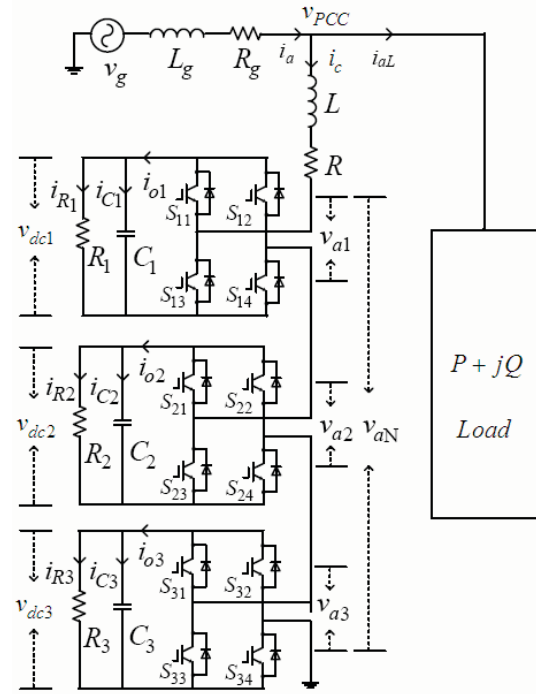 v_PCC
v_g
L_g
R_g
i_a
i_c
i_aL
L
R
i_R1
i_C1
i_o1
S_11
S_12
v_dc1
R_1
C_1
S_13
S_14
v_a1
i_R2
i_C2
i_o2
S_21
S_22
v_dc2
R_2
C_2
S_23
S_24
v_a2
v_aN
P + jQ
Load
i_R3
i_C3
i_o3
S_31
S_32
v_dc3
R_3
C_3
S_33
S_34
v_a3